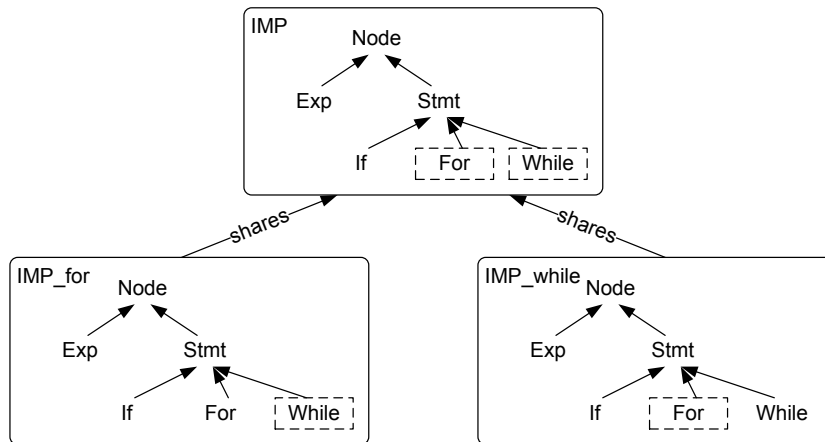 IMP
Node
Exp Stmt
If For While
shares shares
IMP_for
Node
Exp Stmt
If For While
IMP_while
Node
Exp Stmt
If For While